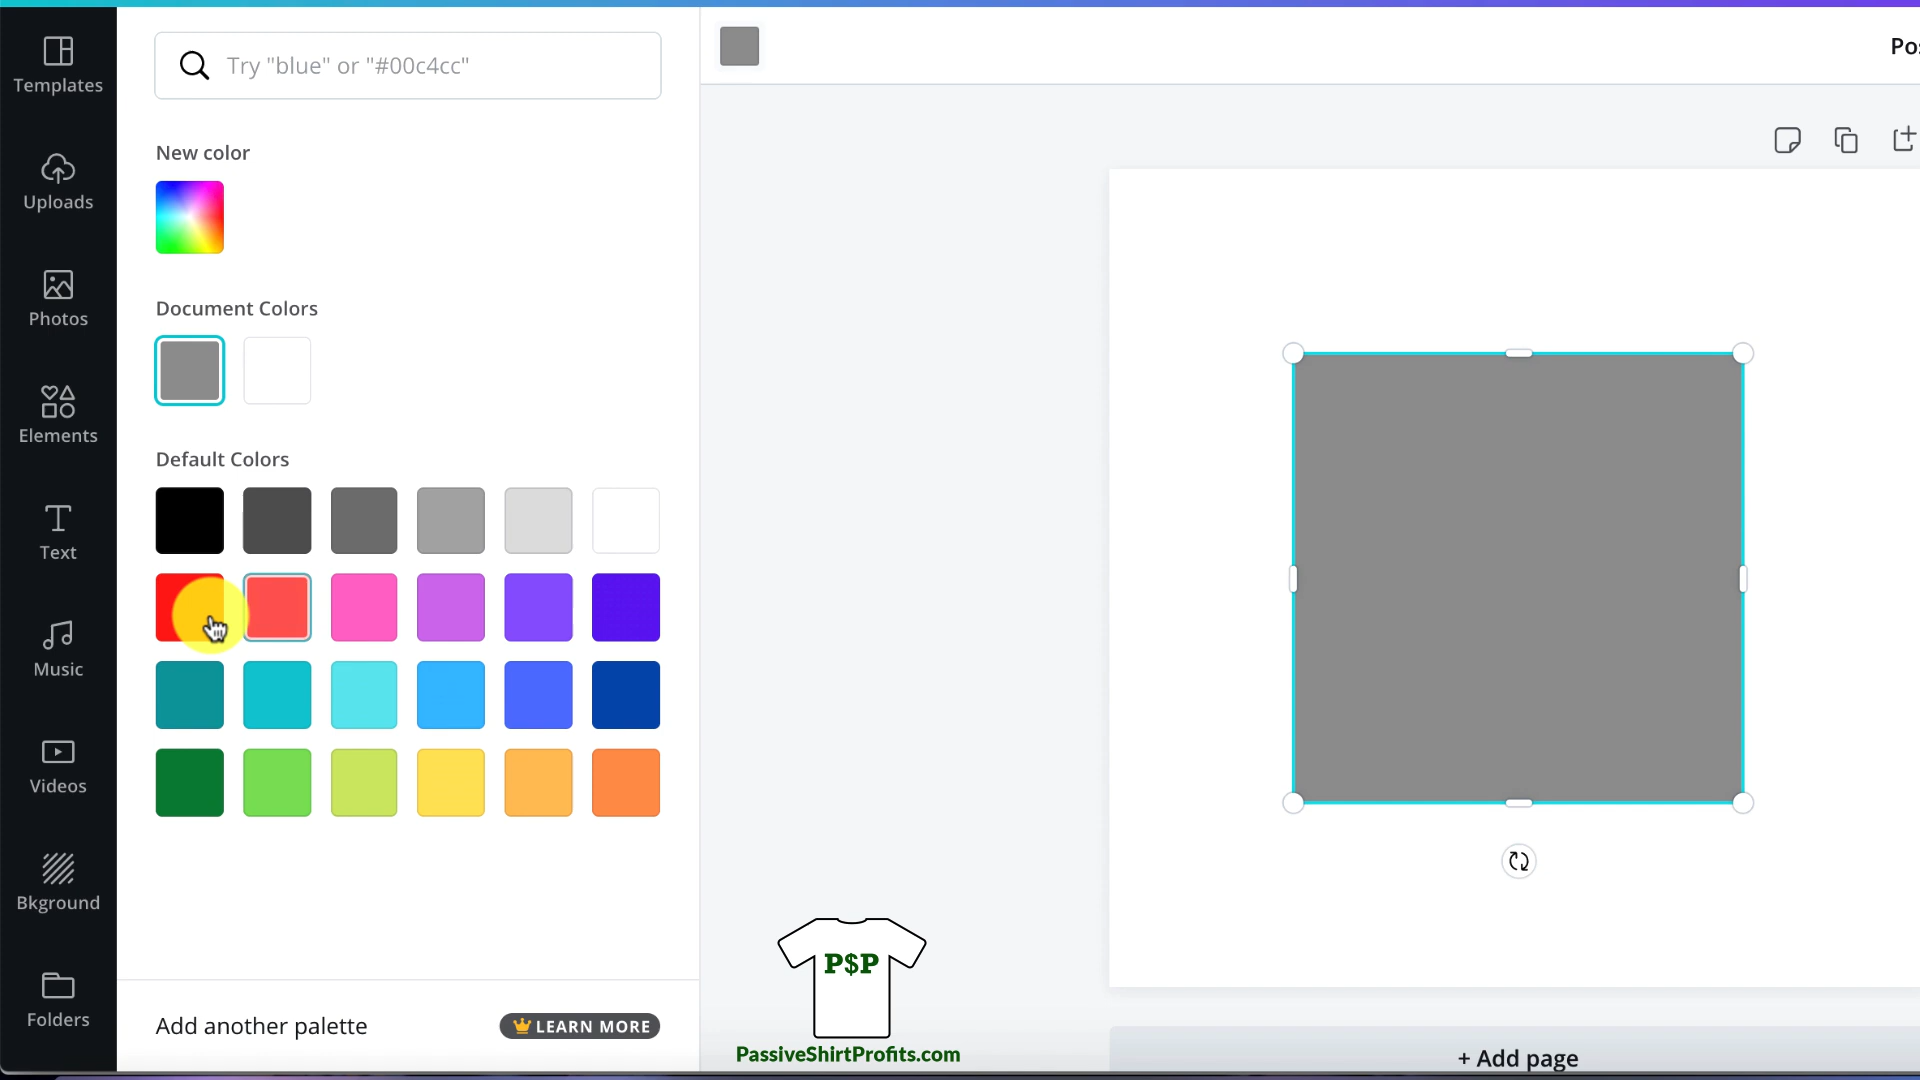 Templates
Uploads
Photos
Elements
Text
Music
Videos
Bkground
Folders
Try "blue" or "#00c4cc"
New color
Document Colors
Default Colors
Add another palette
LEARN MORE
P$P
PassiveShirtProfits.com
+ Add page